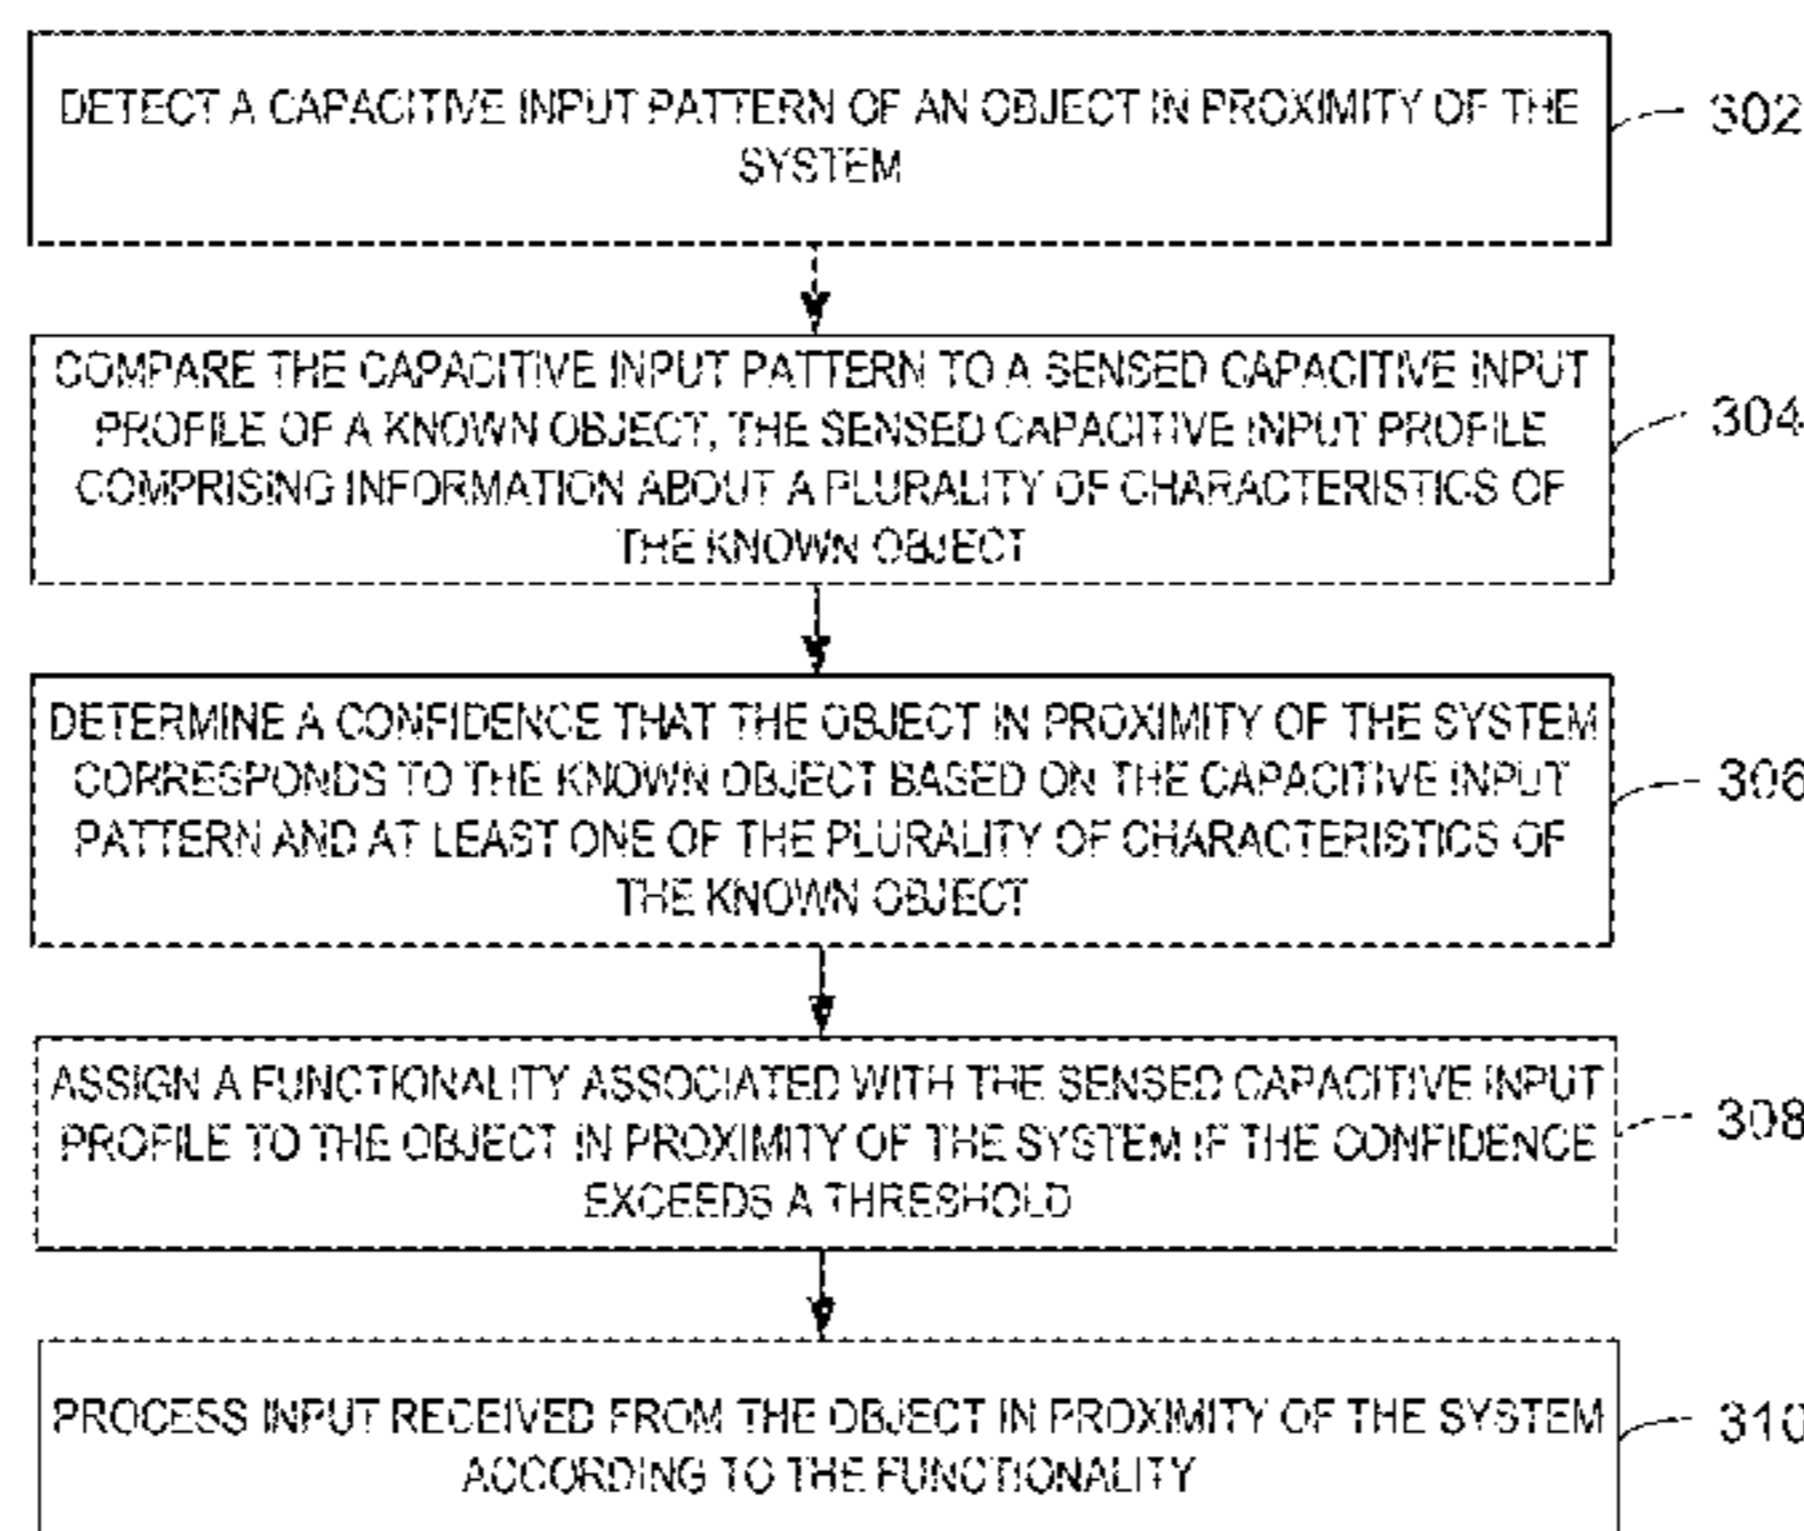 DETECT A CAPACITIVE INPUT PATTERN OF AN OBJECT IN PROXIMITY OF THE
SYSTEM
302
COMPARE THE CAPACITIVE INPUT PATTERN TO A SENSED CAPACITIVE INPUT
PROFILE OF A KNOWN OBJECT, THE SENSED CAPACITIVE INPUT PROFILE
COMPRISING INFORMATION ABOUT A PLURALITY OF CHARACTERISTICS OF
THE KNOWN OBJECT
304
DETERMINE A CONFIDENCE THAT THE OBJECT IN PROXIMITY OF THE SYSTEM
CORRESPONDS TO THE KNOWN OBJECT BASED ON THE CAPACITIVE INPUT
PATTERN AND AT LEAST ONE OF THE PLURALITY OF CHARACTERISTICS OF
THE KNOWN OBJECT
306
ASSIGN A FUNCTIONALITY ASSOCIATED WITH THE SENSED CAPACITIVE INPUT
PROFILE TO THE OBJECT IN PROXIMITY OF THE SYSTEM IF THE CONFIDENCE
EXCEEDS A THRESHOLD
308
PROCESS INPUT RECEIVED FROM THE OBJECT IN PROXIMITY OF THE SYSTEM
ACCORDING TO THE FUNCTIONALITY
310